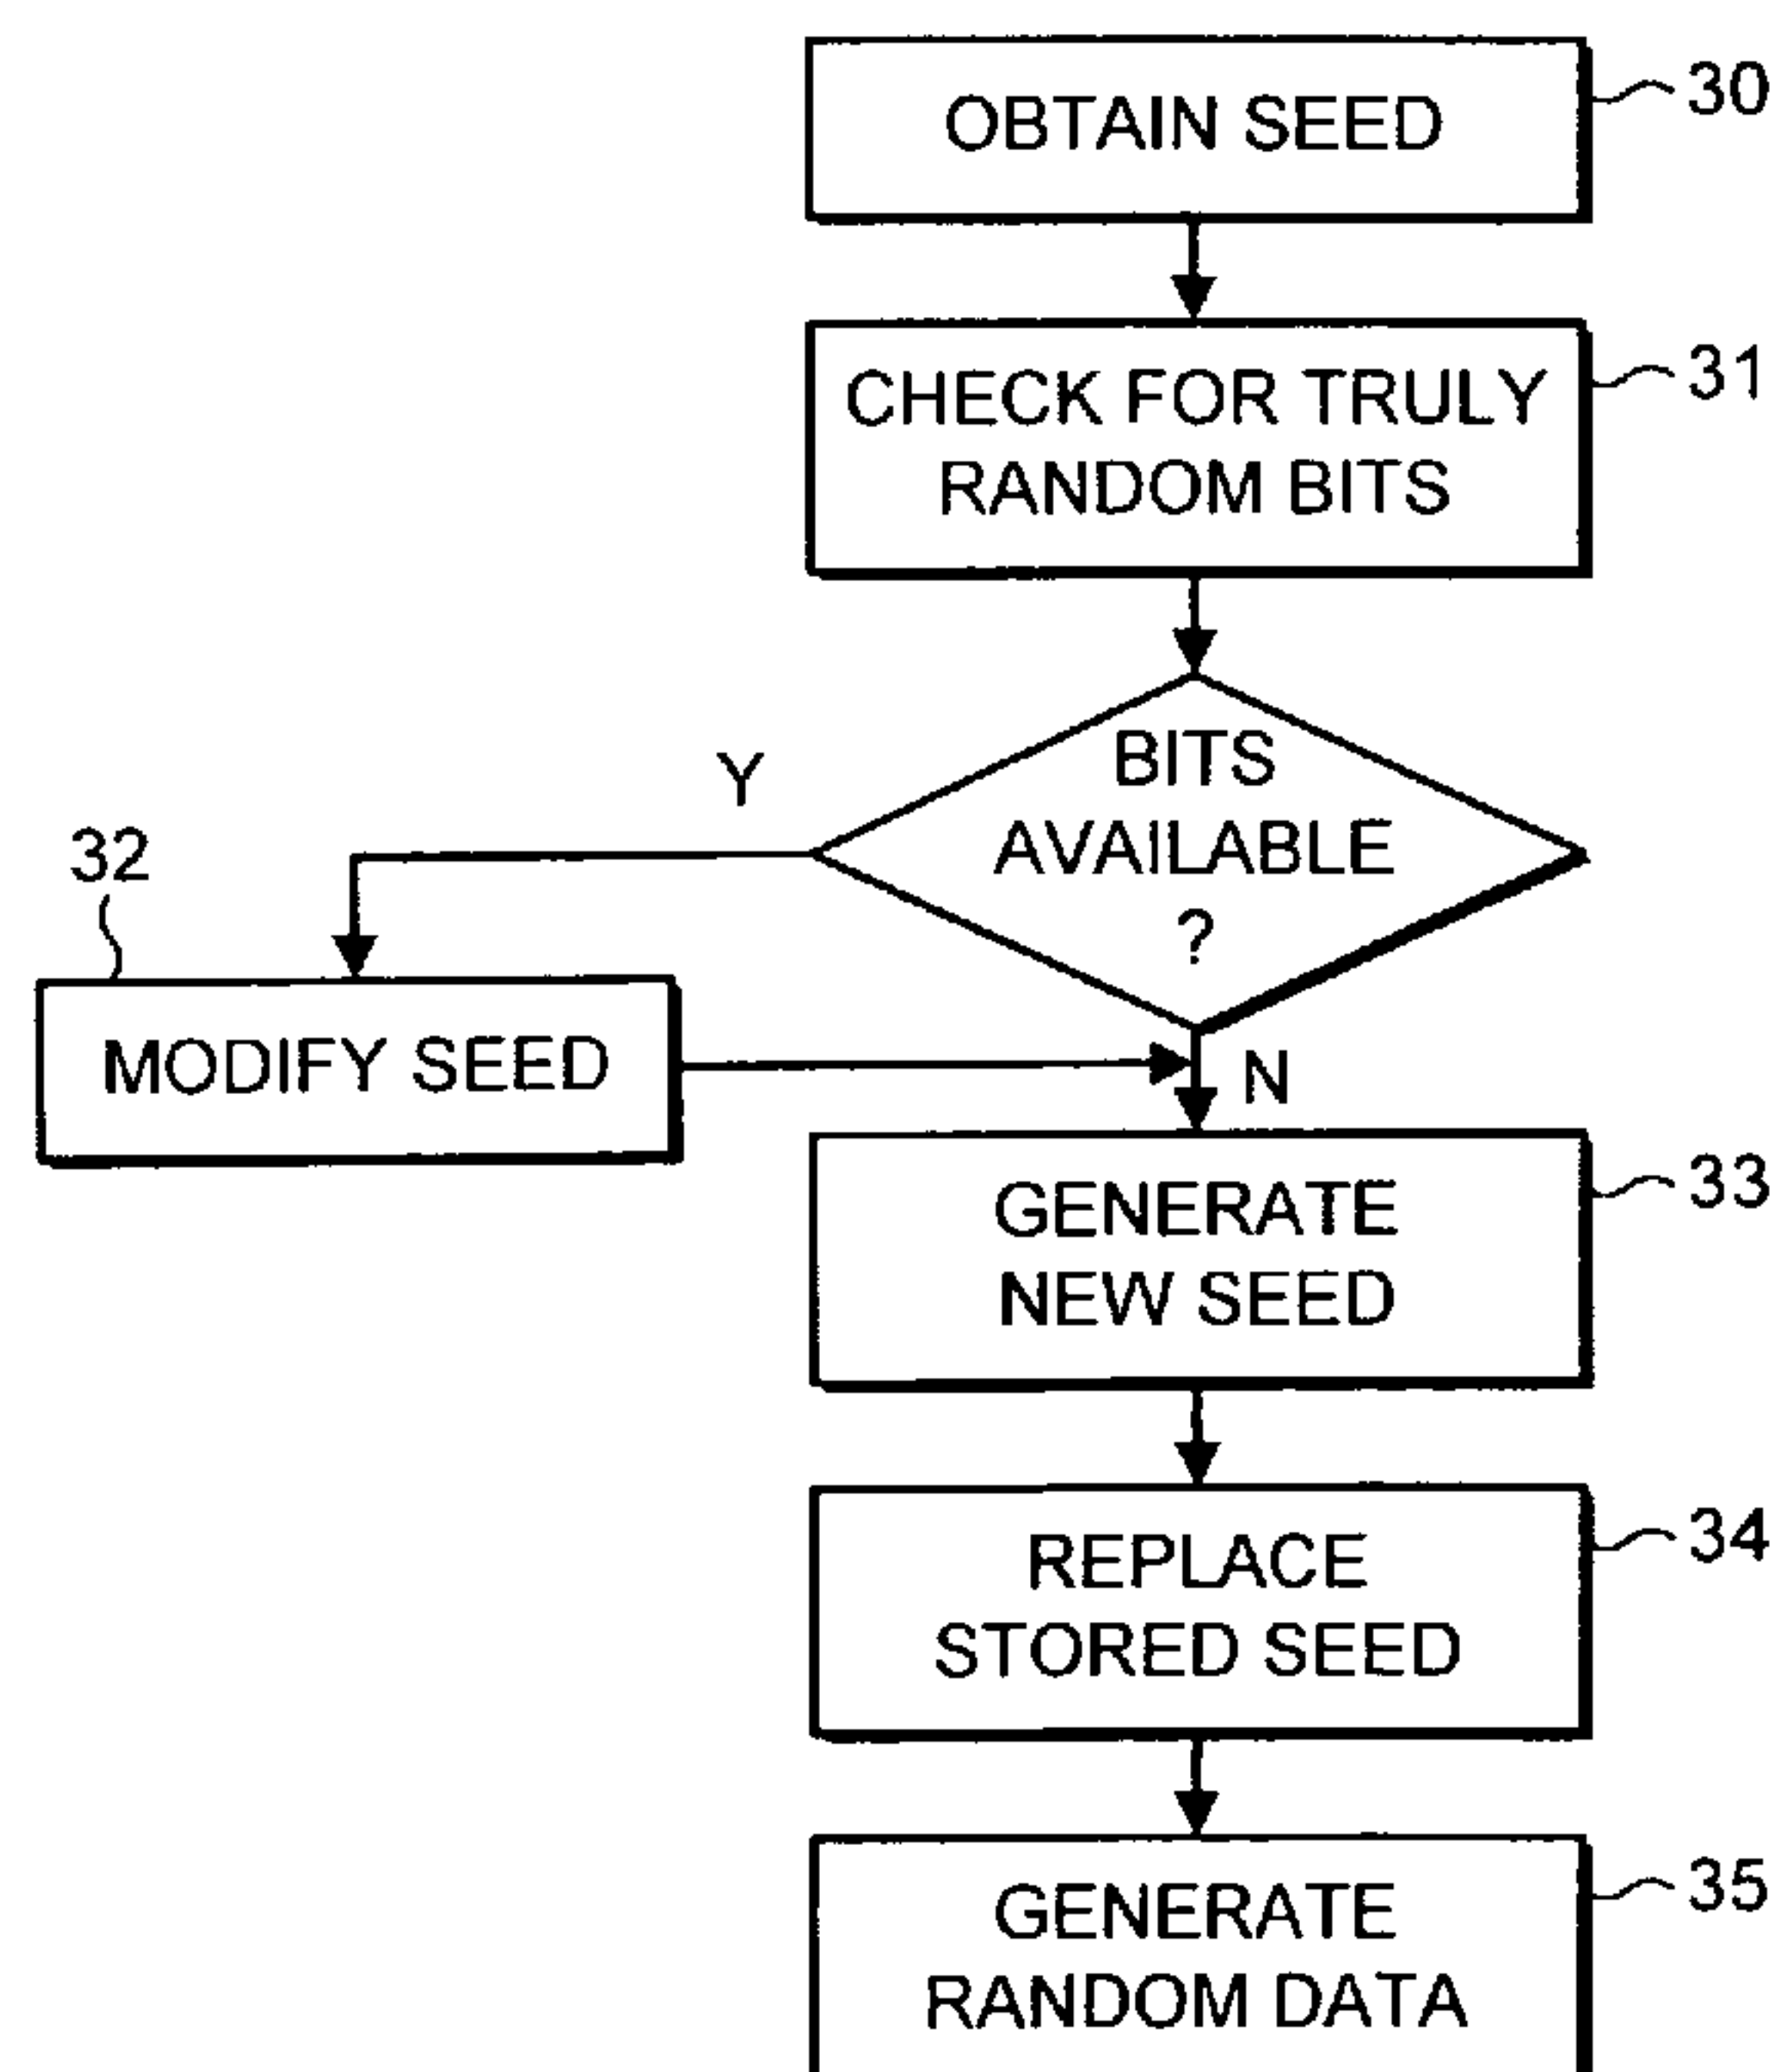 OBTAIN SEED
30
CHECK FOR TRULY
RANDOM BITS
31
BITS
AVAILABLE
?
Y
32
MODIFY SEED
N
GENERATE
NEW SEED
33
REPLACE
STORED SEED
34
GENERATE
RANDOM DATA
35